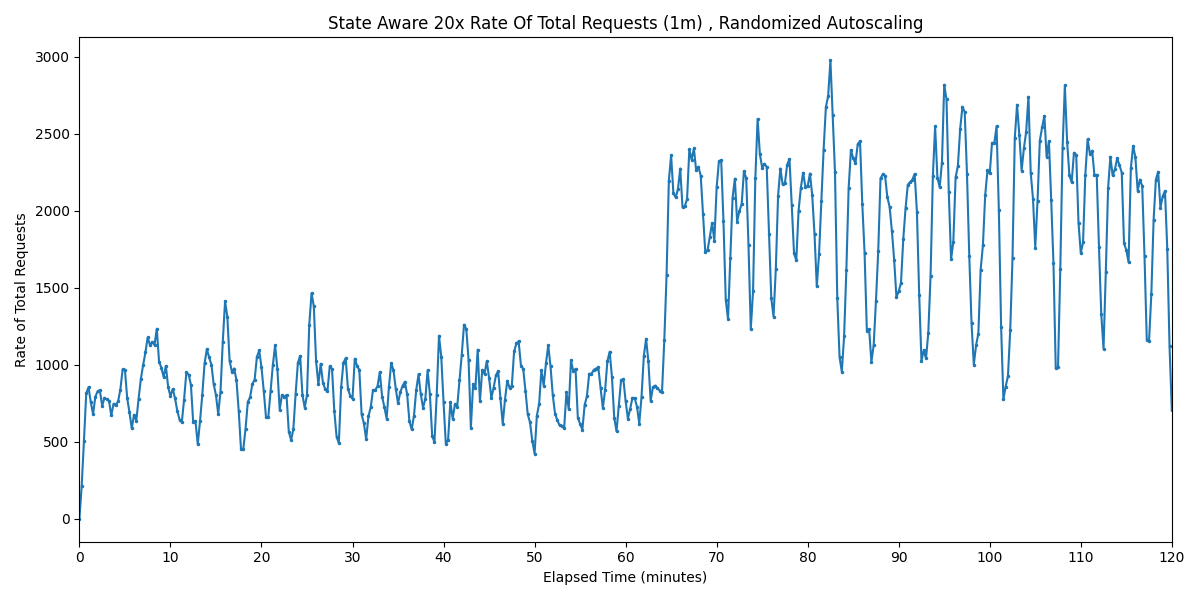 State Aware 20x Rate Of Total Requests (1m) , Randomized Autoscaling
3000
2500
2000
1500
1000
500
0
Rate of Total Requests
0 10 20 30 40 50 60 70 80 90 100 110 120
Elapsed Time (minutes)